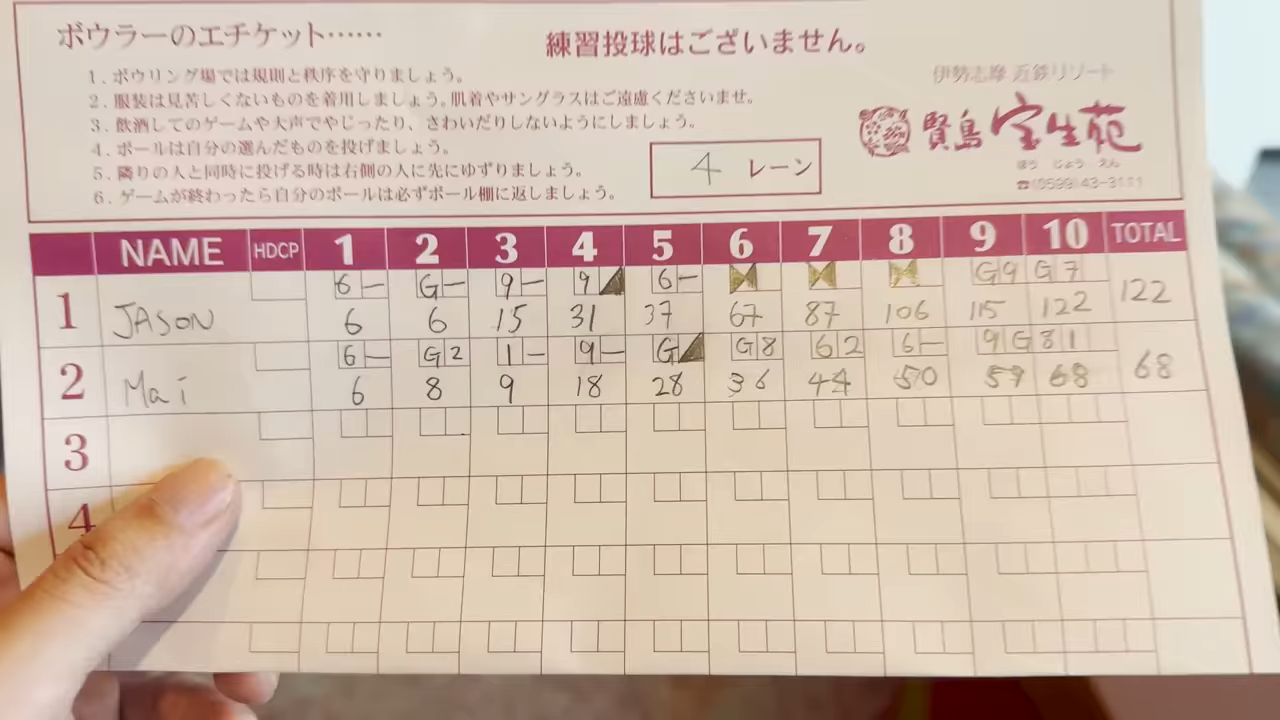 ボウラーのエチケット……
練習投球はございません。
1. ボウリング場では規則と秩序を守りましょう。
2. 服装は見苦しくないものを着用しましょう。肌着やサングラスはご遠慮くださいませ。
3. 飲酒してのゲームや大声でやじったり、さわいだりしないようにしましょう。
4. ボールは自分の選んだものを投げましょう。
5. 隣りの人と同時に投げる時は右側の人に先にゆずりましょう。
6. ゲームが終わったら自分のボールは必ずボール棚に返しましょう。
4 レーン
伊勢志摩 近鉄リゾート
賢島 宝生苑
ほう じょう えん
☎(0599)43-3111
NAME HDCP 1 2 3 4 5 6 7 8 9 10 TOTAL
6 — G — 9 — 9 6 — G 9 G 7
1 JASON 6 6 15 31 37 67 87 106 115 122 122
6 — G 2 1 — 9 — G G 8 6 2 6 — 9 G 8 1
2 Mai 6 8 9 18 28 36 44 50 59 68 68
3
4